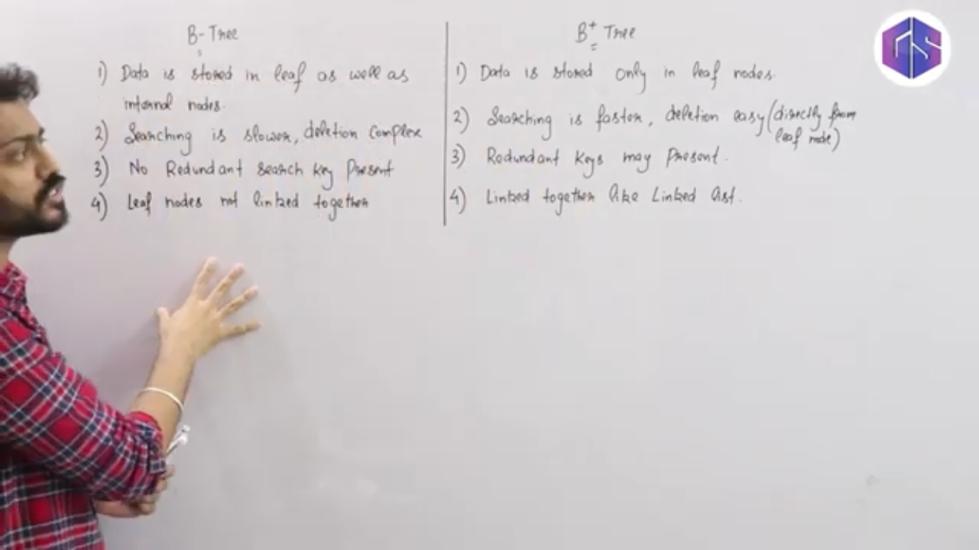 B-Tree
1) Data is stored in leaf as well as
internal nodes.
2) Searching is slower, deletion complex
3) No Redundant search key Present
4) Leaf nodes not linked together
B+ Tree
1) Data is stored only in leaf nodes.
2) Searching is faster, deletion easy (directly from
leaf node)
3) Redundant keys may Present.
4) Linked together like Linked list.